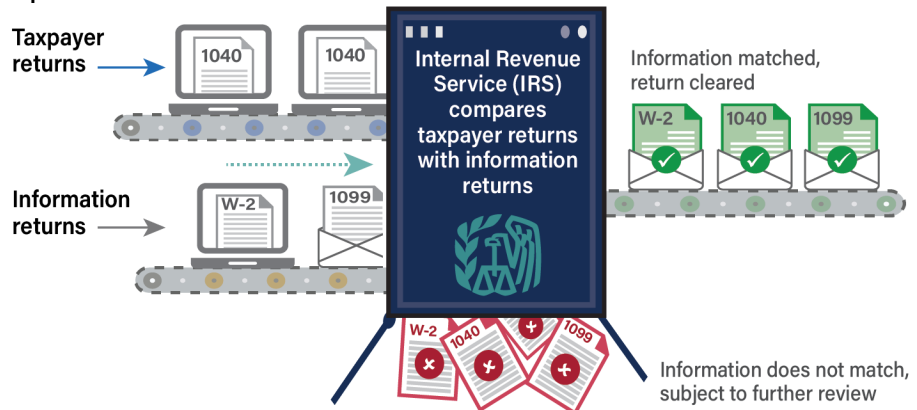 Taxpayer
returns
1040
1040
Information
returns
W-2
1099
Internal Revenue
Service (IRS)
compares
taxpayer returns
with information
returns
Information matched,
return cleared
W-2
1040
1099
W-2
1040
1099
Information does not match,
subject to further review